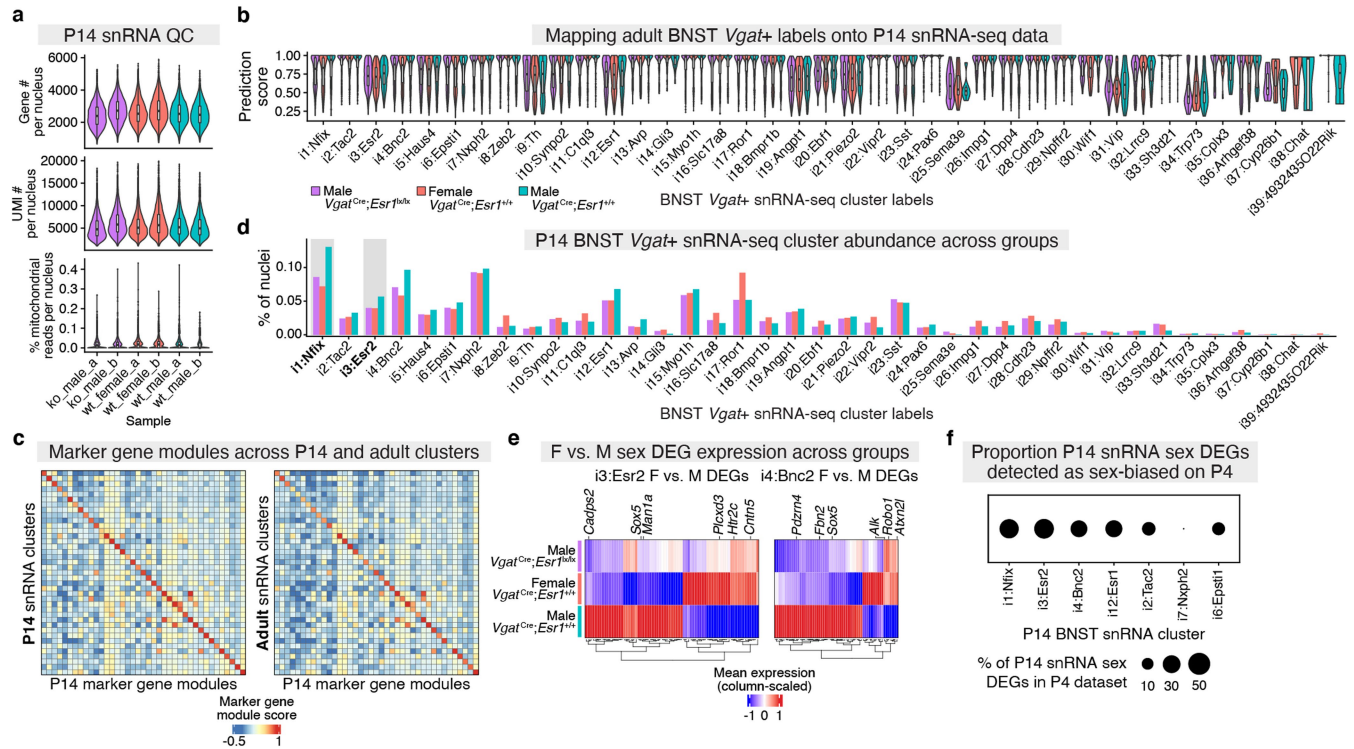 a
P14 snRNA QC
Gene #
per nucleus
6000
4000
2000
UMI #
per nucleus
20000
15000
10000
5000
% mitochondrial
reads per nucleus
0.4
0.3
0.2
0.1
0.0
ko_male_a
ko_male_b
wt_female_a
wt_female_b
wt_male_a
wt_male_b
Sample
b
Mapping adult BNST Vgat+ labels onto P14 snRNA-seq data
Prediction
score
1.00
0.75
0.50
0.25
i1:Nfix
i2:Tac2
i3:Esr2
i4:Bnc2
i5:Haus4
i6:Epsti1
i7:Nxph2
i8:Zeb2
i9:Th
i10:Synpo2
i11:C1ql3
i12:Esr1
i13:Avp
i14:Gli3
i15:Myo1h
i16:Slc17a8
i17:Ror1
i18:Bmpr1b
i19:Angpt1
i20:Ebf1
i21:Piezo2
i22:Vipr2
i23:Sst
i24:Pax6
i25:Sema3e
i26:Impg1
i27:Dpp4
i28:Cdh23
i29:Npffr2
i30:Wif1
i31:Vip
i32:Lrrc9
i33:Sh3d21
i34:Trp73
i35:Cplx3
i36:Arhgef38
i37:Cyp26b1
i38:Chat
i39:4932435O22Rik
Male
VgatCre;Esr1lx/lx
Female
VgatCre;Esr1+/+
Male
VgatCre;Esr1+/+
BNST Vgat+ snRNA-seq cluster labels
d
P14 BNST Vgat+ snRNA-seq cluster abundance across groups
% of nuclei
0.10
0.05
0.00
i1:Nfix
i2:Tac2
i3:Esr2
i4:Bnc2
i5:Haus4
i6:Epsti1
i7:Nxph2
i8:Zeb2
i9:Th
i10:Synpo2
i11:C1ql3
i12:Esr1
i13:Avp
i14:Gli3
i15:Myo1h
i16:Slc17a8
i17:Ror1
i18:Bmpr1b
i19:Angpt1
i20:Ebf1
i21:Piezo2
i22:Vipr2
i23:Sst
i24:Pax6
i25:Sema3e
i26:Impg1
i27:Dpp4
i28:Cdh23
i29:Npffr2
i30:Wif1
i31:Vip
i32:Lrrc9
i33:Sh3d21
i34:Trp73
i35:Cplx3
i36:Arhgef38
i37:Cyp26b1
i38:Chat
i39:4932435O22Rik
BNST Vgat+ snRNA-seq cluster labels
c
Marker gene modules across P14 and adult clusters
P14 snRNA clusters
P14 marker gene modules
Adult snRNA clusters
P14 marker gene modules
Marker gene
module score
-0.5 1
e
F vs. M sex DEG expression across groups
i3:Esr2 F vs. M DEGs
i4:Bnc2 F vs. M DEGs
Cadps2
Sox5
Man1a
Plcxd3
Htr2c
Cntn5
Pdzrn4
Fbn2
Sox5
Alk
Robo1
Atxn2l
Male
VgatCre;Esr1lx/lx
Female
VgatCre;Esr1+/+
Male
VgatCre;Esr1+/+
Mean expression
(column-scaled)
-1 0 1
f
Proportion P14 snRNA sex DEGs
detected as sex-biased on P4
i1:Nfix
i3:Esr2
i4:Bnc2
i12:Esr1
i2:Tac2
i7:Nxph2
i6:Epsti1
P14 BNST snRNA cluster
% of P14 snRNA sex
DEGs in P4 dataset
10 30 50